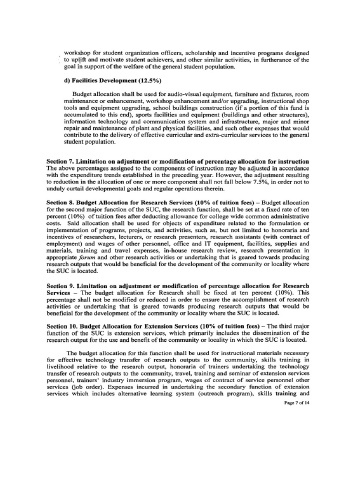 workshop for student organization officers, scholarship and incentive programs designed
to uplift and motivate student achievers, and other similar activities, in furtherance of the
goal in support of the welfare of the general student population.
d) Facilities Development (12.5%)
Budget allocation shall be used for audio-visual equipment, furniture and fixtures, room
maintenance or enhancement, workshop enhancement and/or upgrading, instructional shop
tools and equipment upgrading, school buildings construction (if a portion of this fund is
accumulated to this end), sports facilities and equipment (buildings and other structures),
information technology and communication system and infrastructure, major and minor
repair and maintenance of plant and physical facilities, and such other expenses that would
contribute to the delivery of effective curricular and extra-curricular services to the general
student population.
Section 7. Limitation on adjustment or modification of percentage allocation for instruction
The above percentages assigned to the components of instruction may be adjusted in accordance
with the expenditure trends established in the preceding year. However, the adjustment resulting
to reduction in the allocation of one or more component shall not fall below 7.5%, in order not to
unduly curtail developmental goals and regular operations therein.
Section 8. Budget Allocation for Research Services (10% of tuition fees) – Budget allocation
for the second major function of the SUC, the research function, shall be set at a fixed rate of ten
percent (10%) of tuition fees after deducting allowance for college wide common administrative
costs. Said allocation shall be used for objects of expenditure related to the formulation or
implementation of programs, projects, and activities, such as, but not limited to honoraria and
incentives of researchers, lecturers, or research presenters, research assistants (with contract of
employment) and wages of other personnel, office and IT equipment, facilities, supplies and
materials, training and travel expenses, in-house research review, research presentation in
appropriate forum and other research activities or undertaking that is geared towards producing
research outputs that would be beneficial for the development of the community or locality where
the SUC is located.
Section 9. Limitation on adjustment or modification of percentage allocation for Research
Services – The budget allocation for Research shall be fixed at ten percent (10%). This
percentage shall not be modified or reduced in order to ensure the accomplishment of research
activities or undertaking that is geared towards producing research outputs that would be
beneficial for the development of the community or locality where the SUC is located.
Section 10. Budget Allocation for Extension Services (10% of tuition fees) – The third major
function of the SUC is extension services, which primarily includes the dissemination of the
research output for the use and benefit of the community or locality in which the SUC is located.
The budget allocation for this function shall be used for instructional materials necessary
for effective technology transfer of research outputs to the community, skills training in
livelihood relative to the research output, honoraria of trainers undertaking the technology
transfer of research outputs to the community, travel, training and seminar of extension services
personnel, trainers' industry immersion program, wages of contract of service personnel other
services (job order). Expenses incurred in undertaking the secondary function of extension
services which includes alternative learning system (outreach program), skills training and
Page 7 of 14